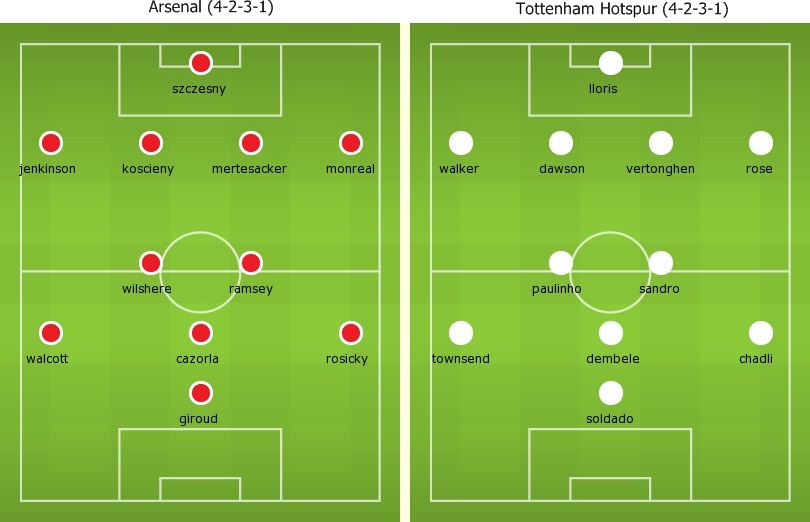 Arsenal (4-2-3-1)
szczesny
jenkinson koscieny mertesacker monreal
wilshere ramsey
walcott cazorla rosicky
giroud
Tottenham Hotspur (4-2-3-1)
lloris
walker dawson vertonghen rose
paulinho sandro
townsend dembele chadli
soldado